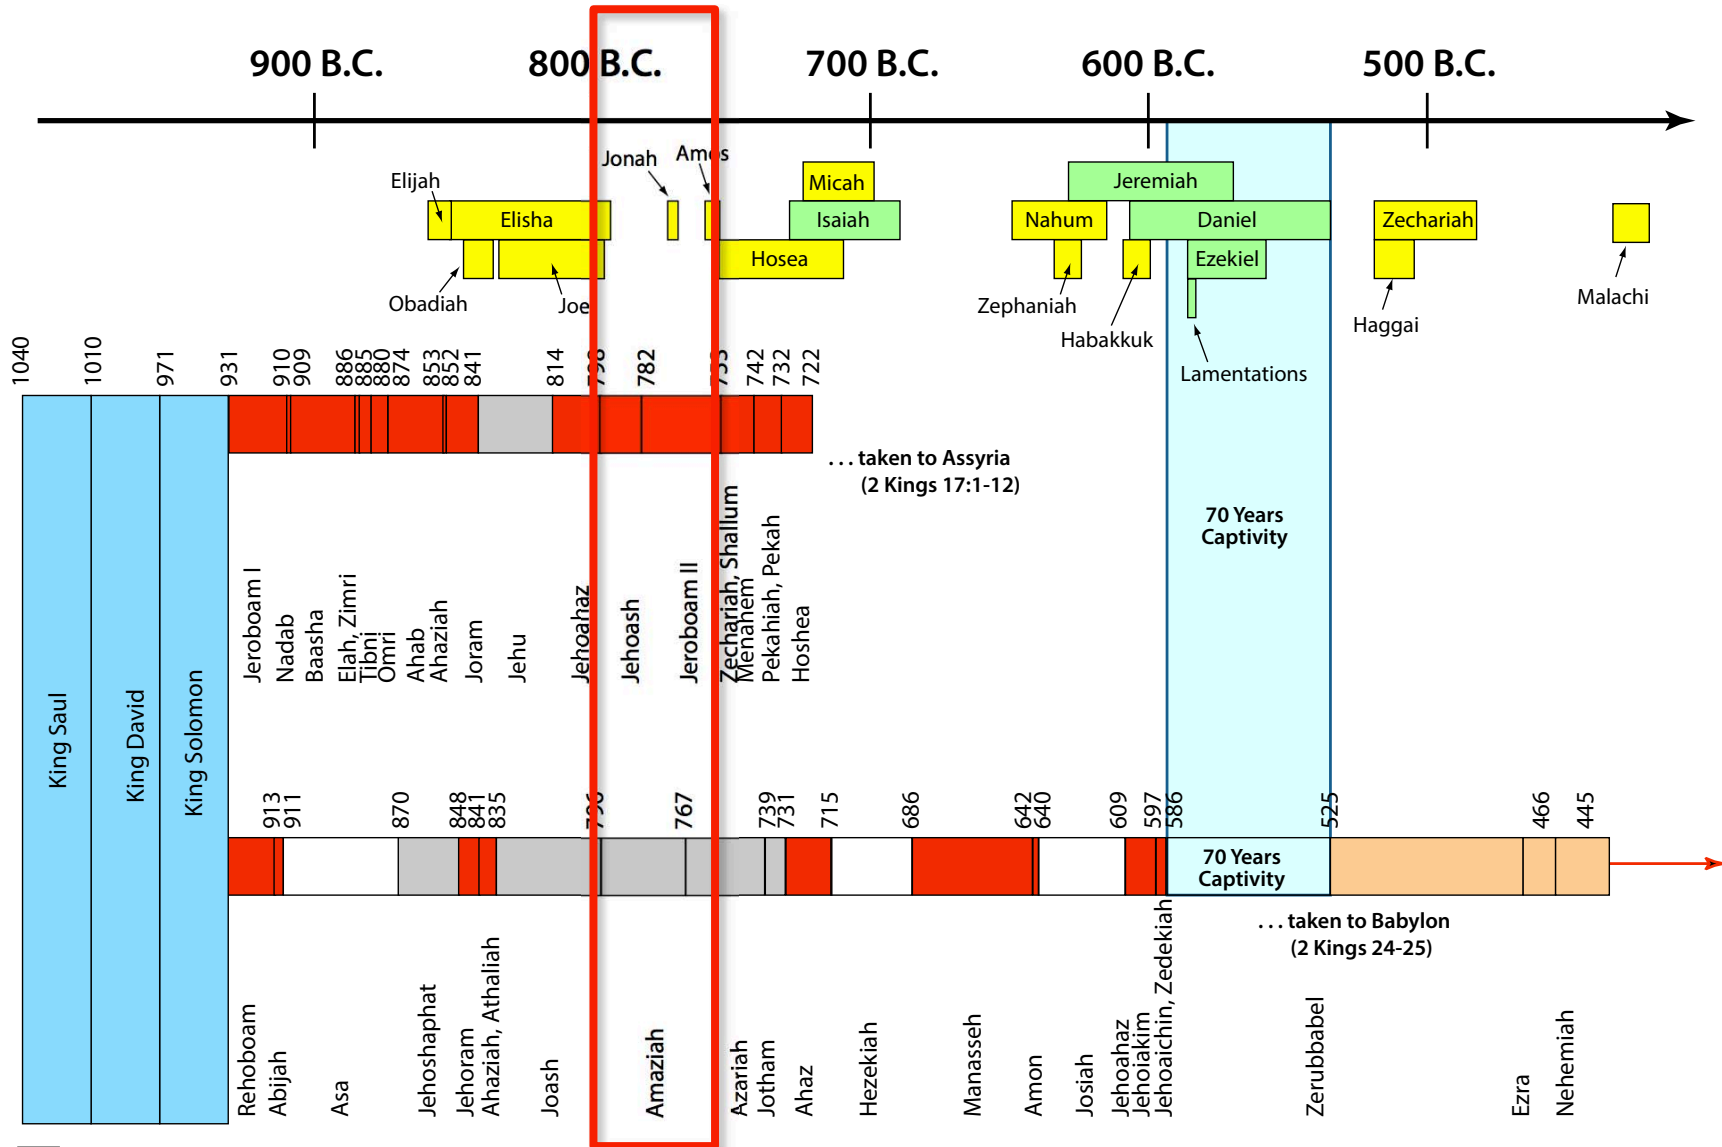 900 B.C.
800 B.C.
700 B.C.
600 B.C.
500 B.C.
Jonah
Amos
Elijah
Micah
Jeremiah
Elisha
Isaiah
Nahum
Daniel
Zechariah
Hosea
Ezekiel
Obadiah
Joe
Zephaniah
Habakkuk
Haggai
Malachi
Lamentations
1040
1010
971
931
910
909
886
885
880
874
853
852
841
814
798
782
753
742
732
722
. . . taken to Assyria
(2 Kings 17:1-12)
70 Years
Captivity
Jeroboam I
Nadab
Baasha
Elah, Zimri
Tibni
Omri
Ahab
Ahaziah
Joram
Jehu
Jehoahaz
Jehoash
Jeroboam II
Zechariah, Shallum
Menahem
Pekahiah, Pekah
Hoshea
King Saul
King David
King Solomon
913
911
870
848
841
835
796
767
739
731
715
686
642
640
609
597
586
525
466
445
70 Years
Captivity
. . . taken to Babylon
(2 Kings 24-25)
Rehoboam
Abijah
Asa
Jehoshaphat
Jehoram
Ahaziah, Athaliah
Joash
Amaziah
Azariah
Jotham
Ahaz
Hezekiah
Manasseh
Amon
Josiah
Jehoahaz
Jehoiakim
Jehoaichin, Zedekiah
Zerubbabel
Ezra
Nehemiah